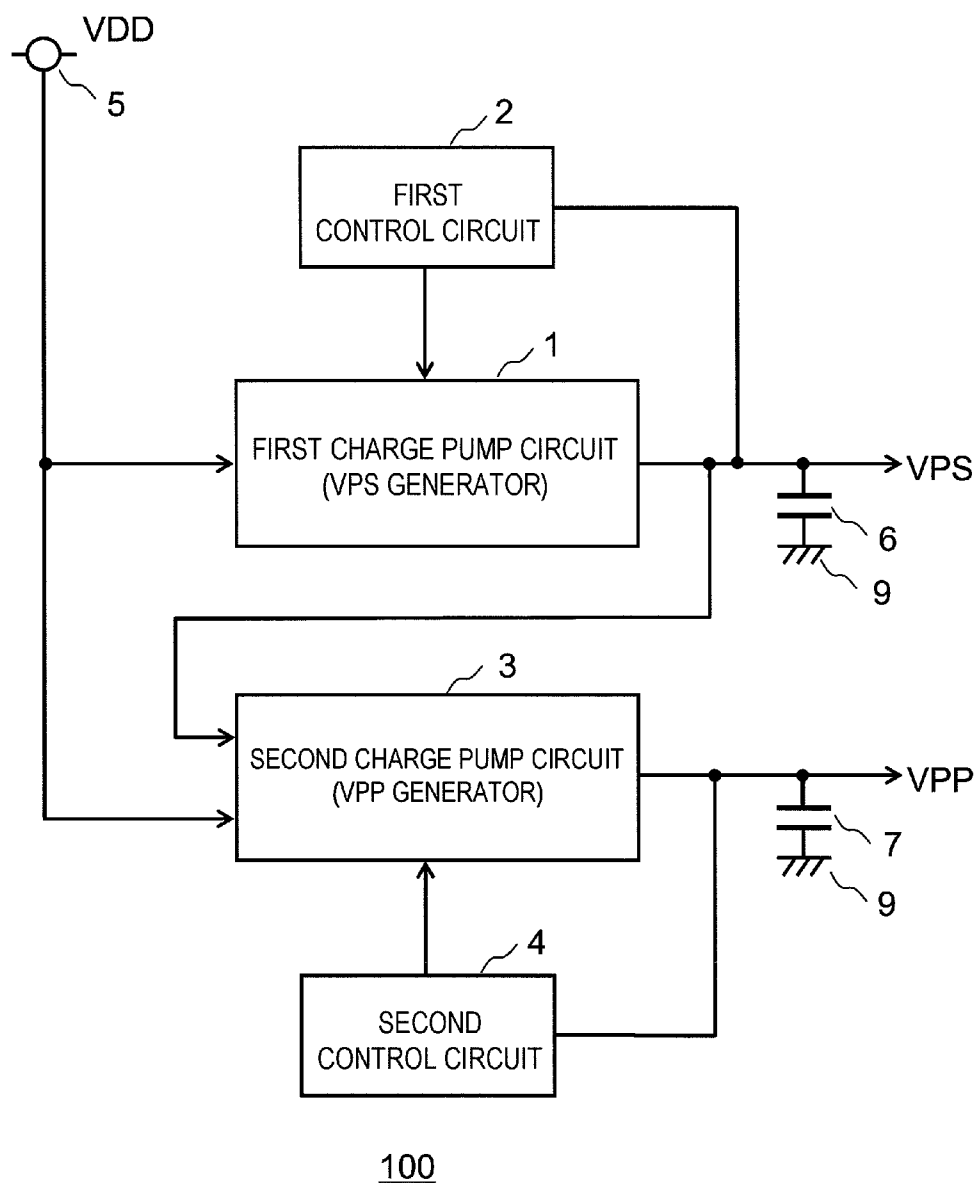 VDD
5
2
FIRST
CONTROL CIRCUIT
1
FIRST CHARGE PUMP CIRCUIT
(VPS GENERATOR)
VPS
6
9
3
SECOND CHARGE PUMP CIRCUIT
(VPP GENERATOR)
VPP
7
9
4
SECOND
CONTROL CIRCUIT
100